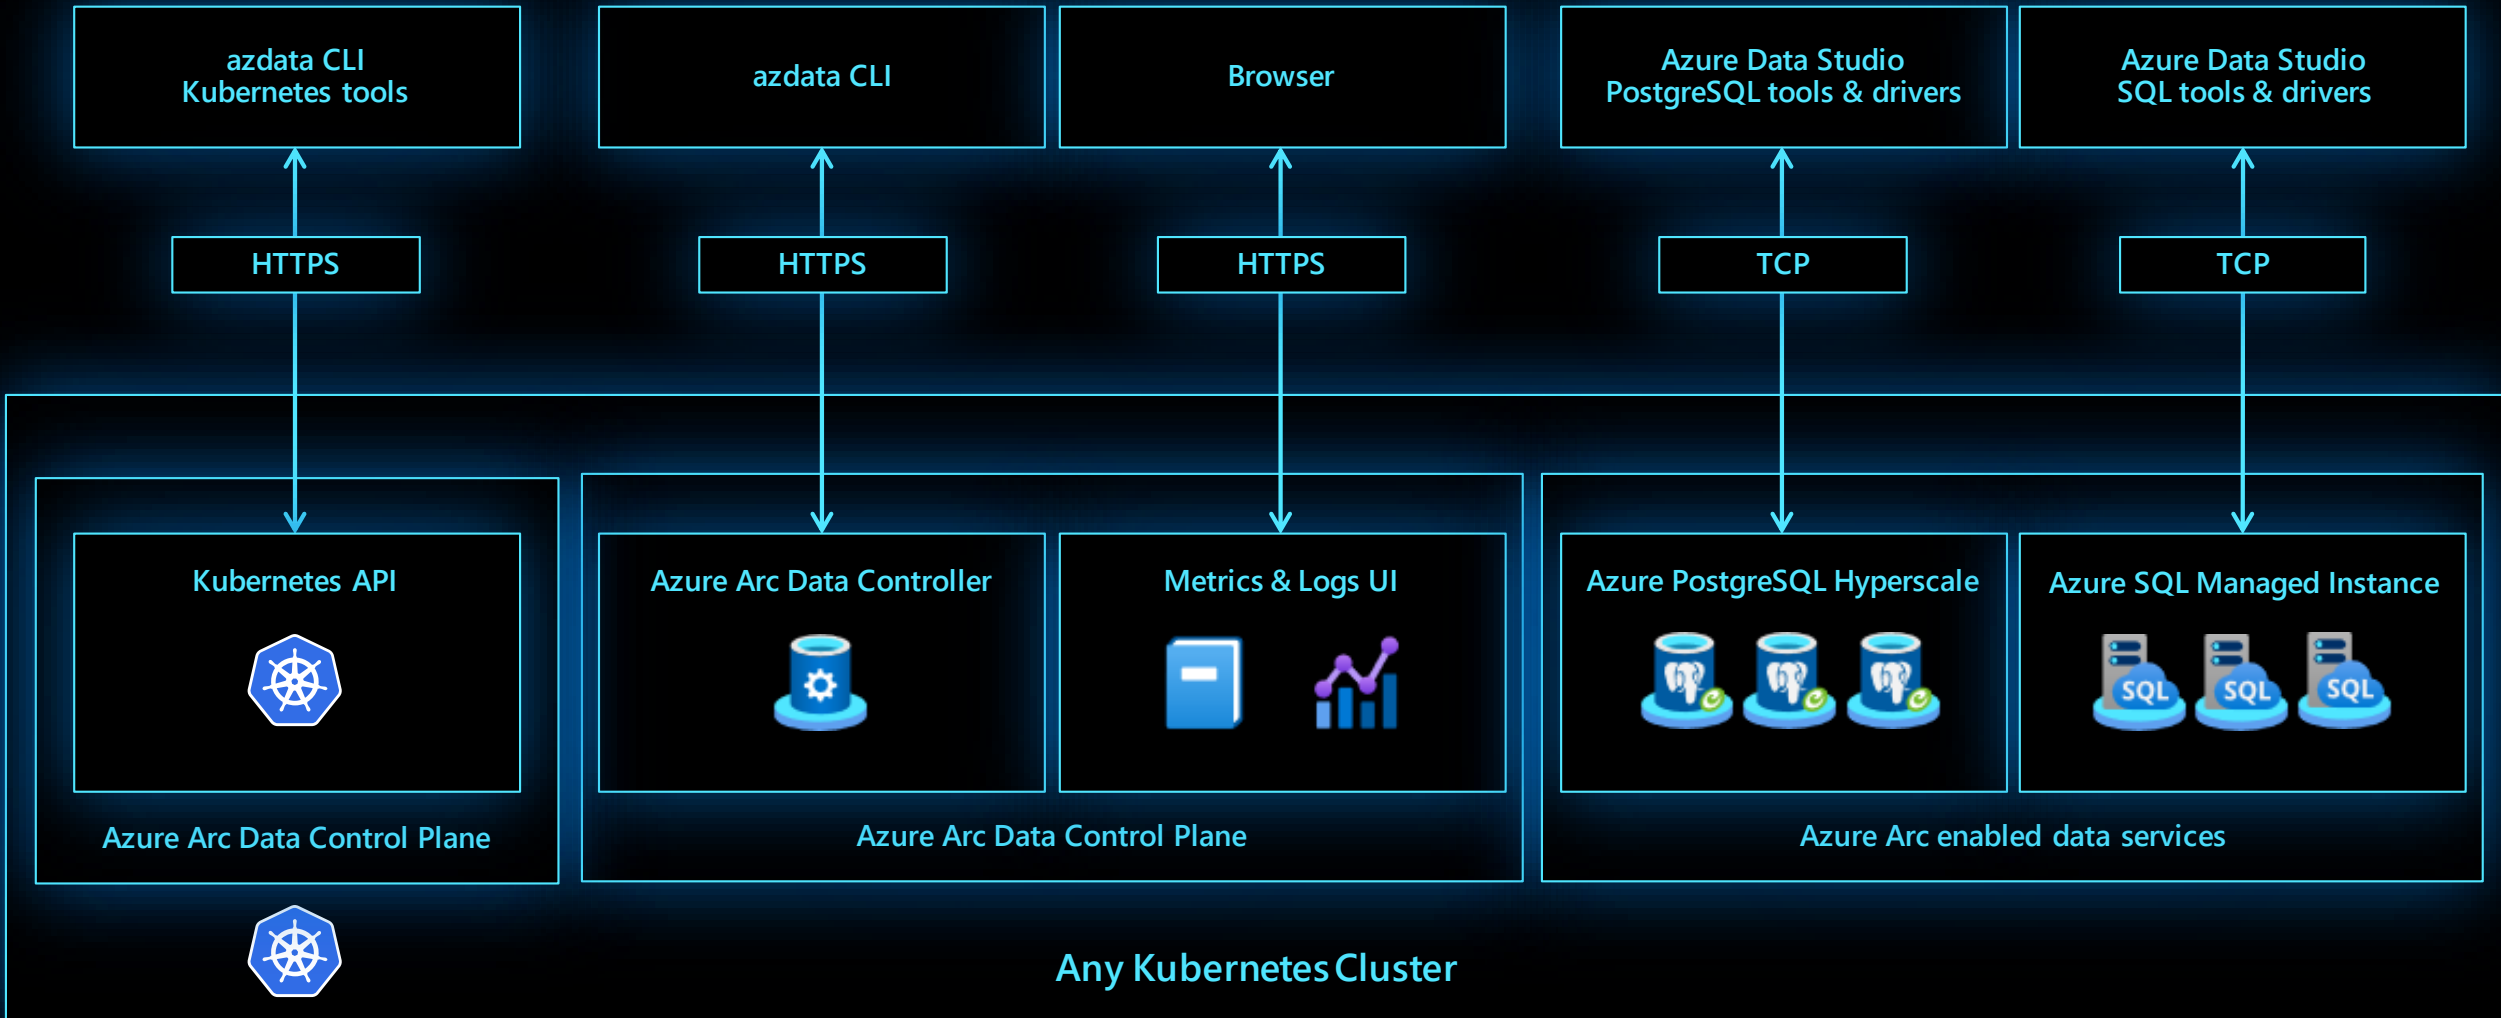 azdata CLI
Kubernetes tools
azdata CLI
Browser
Azure Data Studio
PostgreSQL tools & drivers
Azure Data Studio
SQL tools & drivers
HTTPS
HTTPS
HTTPS
TCP
TCP
Kubernetes API
Azure Arc Data Controller
Metrics & Logs UI
Azure PostgreSQL Hyperscale
Azure SQL Managed Instance
SQL
SQL
SQL
Azure Arc Data Control Plane
Azure Arc Data Control Plane
Azure Arc enabled data services
Any Kubernetes Cluster